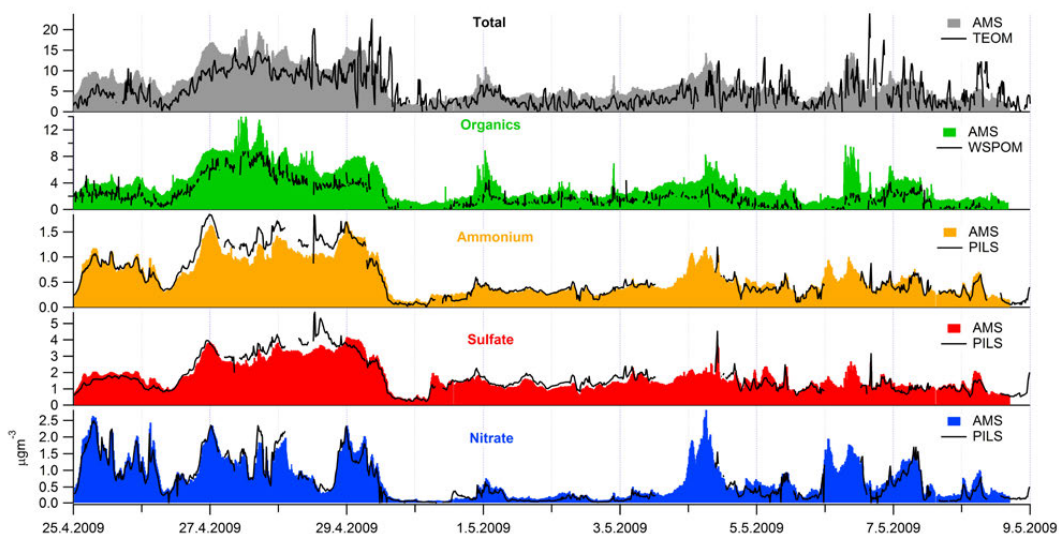 Total
AMS
TEOM
20
15
10
5
0
Organics
AMS
WSPOM
12
8
4
0
Ammonium
AMS
PILS
1.5
1.0
0.5
0.0
Sulfate
AMS
PILS
5
4
3
2
1
0
Nitrate
AMS
PILS
2.5
2.0
1.5
1.0
0.5
0.0
µgm⁻³
25.4.2009 27.4.2009 29.4.2009 1.5.2009 3.5.2009 5.5.2009 7.5.2009 9.5.2009